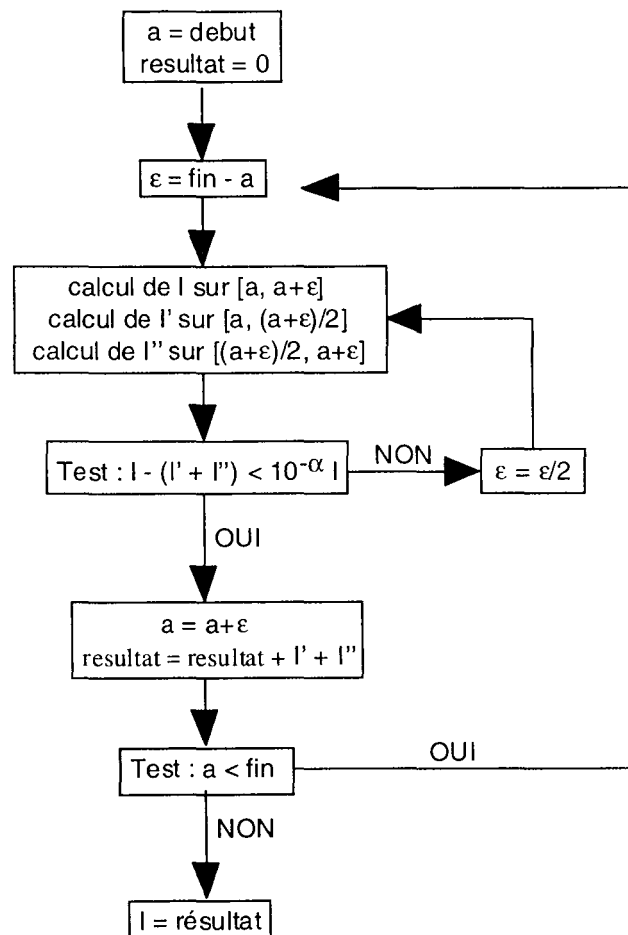 a = debut
resultat = 0
ε = fin - a
calcul de I sur [a, a+ε]
calcul de I' sur [a, (a+ε)/2]
calcul de I'' sur [(a+ε)/2, a+ε]
Test : I - (I' + I'') < 10^-α I
NON
ε = ε/2
OUI
a = a+ε
resultat = resultat + I' + I''
Test : a < fin
OUI
NON
I = résultat